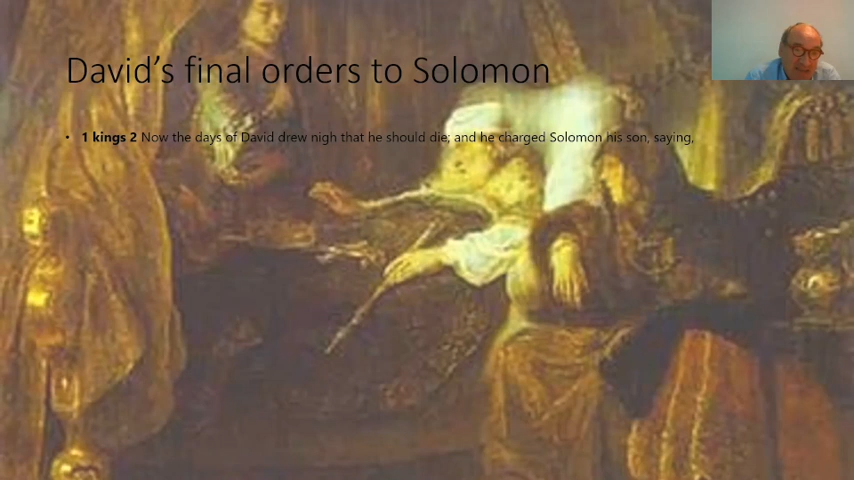 David’s final orders to Solomon
• 1 kings 2 Now the days of David drew nigh that he should die; and he charged Solomon his son, saying,